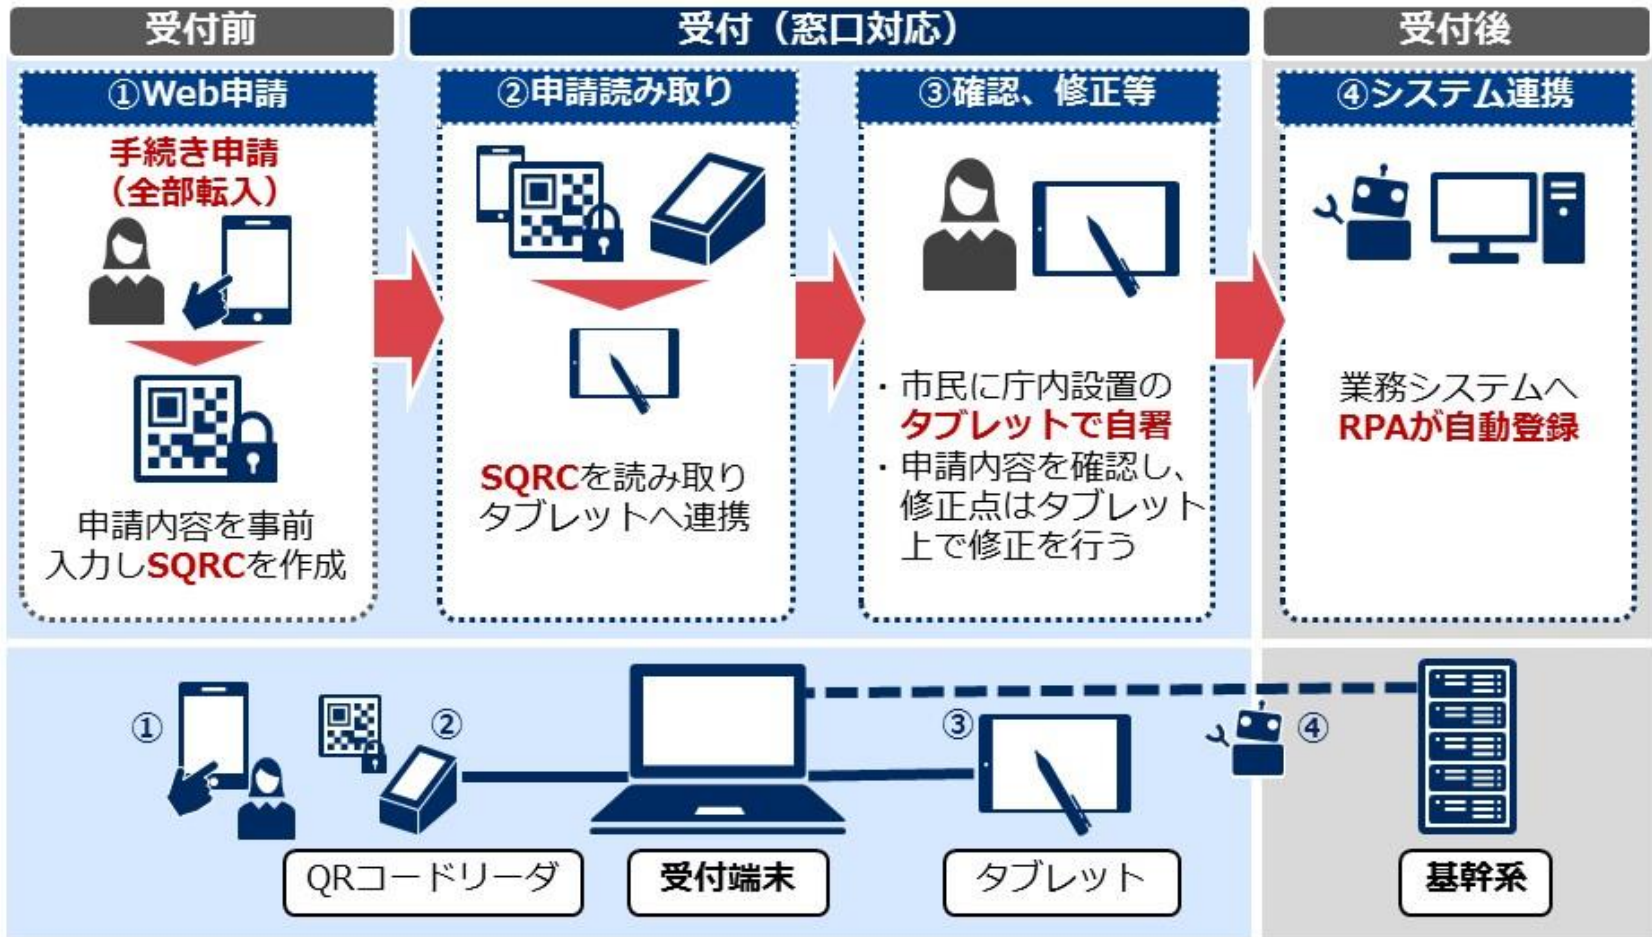 受付前
受付（窓口対応）
受付後
①Web申請
手続き申請
（全部転入）
申請内容を事前
入力しSQRCを作成
②申請読み取り
SQRCを読み取り
タブレットへ連携
③確認、修正等
・市民に庁内設置の
タブレットで自署
・申請内容を確認し、
修正点はタブレット
上で修正を行う
④システム連携
業務システムへ
RPAが自動登録
①
②
③
④
QRコードリーダ
受付端末
タブレット
基幹系